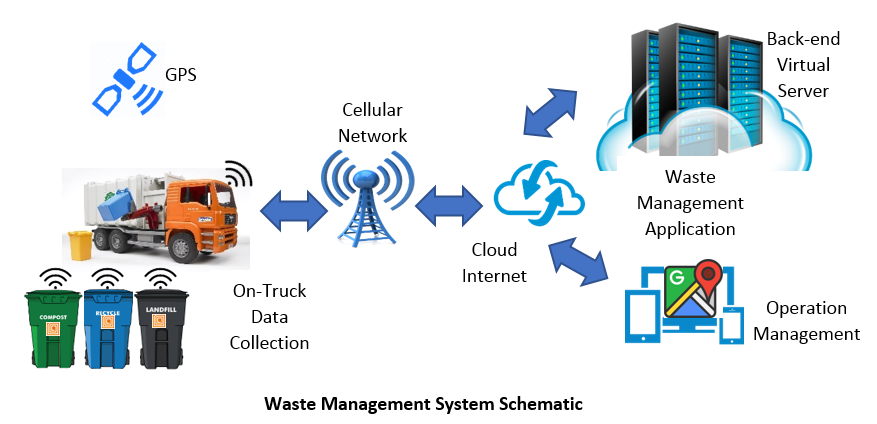 GPS
Cellular
Network
Back-end
Virtual
Server
Waste
Management
Application
Cloud
Internet
On-Truck
Data
Collection
COMPOST
RECYCLE
LANDFILL
G
Operation
Management
Waste Management System Schematic